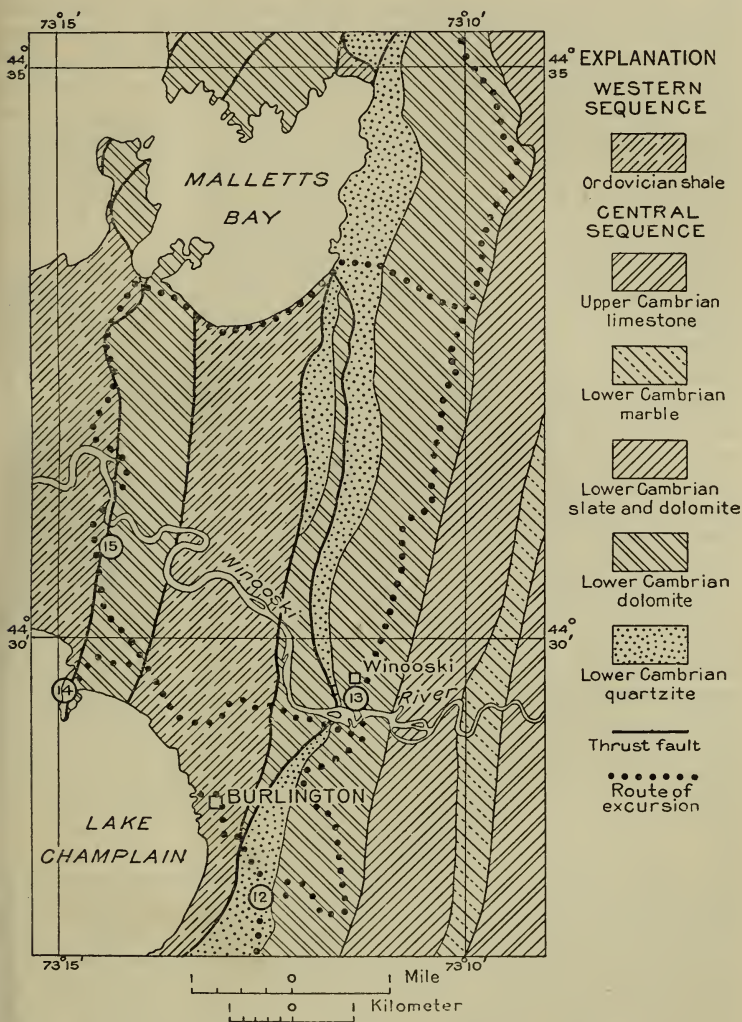 73°15'
73°10'
44°
35
44°
35
EXPLANATION
WESTERN
SEQUENCE
Ordovician shale
CENTRAL
SEQUENCE
Upper Cambrian
limestone
Lower Cambrian
marble
Lower Cambrian
slate and dolomite
Lower Cambrian
dolomite
Lower Cambrian
quartzite
Thrust fault
Route of
excursion
MALLETTS
BAY
15
Winooski
44
30'
44°
30'
Winooski
14
13
River
BURLINGTON
LAKE
CHAMPLAIN
12
73°15'
73°10'
1 0 1 Mile
1 0 1 Kilometer